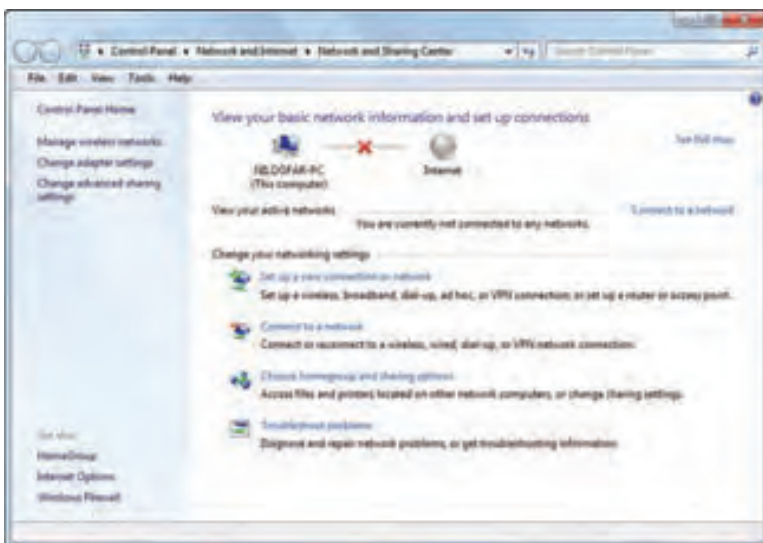 Control Panel ▸ Network and Internet ▸ Network and Sharing Center
Search Control Panel
File Edit View Tools Help
Control Panel Home
Manage wireless networks
Change adapter settings
Change advanced sharing
settings
View your basic network information and set up connections
See full map
(This computer)
Internet
View your active networks
Connect to a network
You are currently not connected to any networks.
Change your networking settings
Set up a new connection or network
Set up a wireless, broadband, dial-up, ad hoc, or VPN connection; or set up a router or access point.
Connect to a network
Connect or reconnect to a wireless, wired, dial-up, or VPN network connection.
Choose homegroup and sharing options
Access files and printers located on other network computers, or change sharing settings.
Troubleshoot problems
Diagnose and repair network problems, or get troubleshooting information.
See also
HomeGroup
Internet Options
Windows Firewall